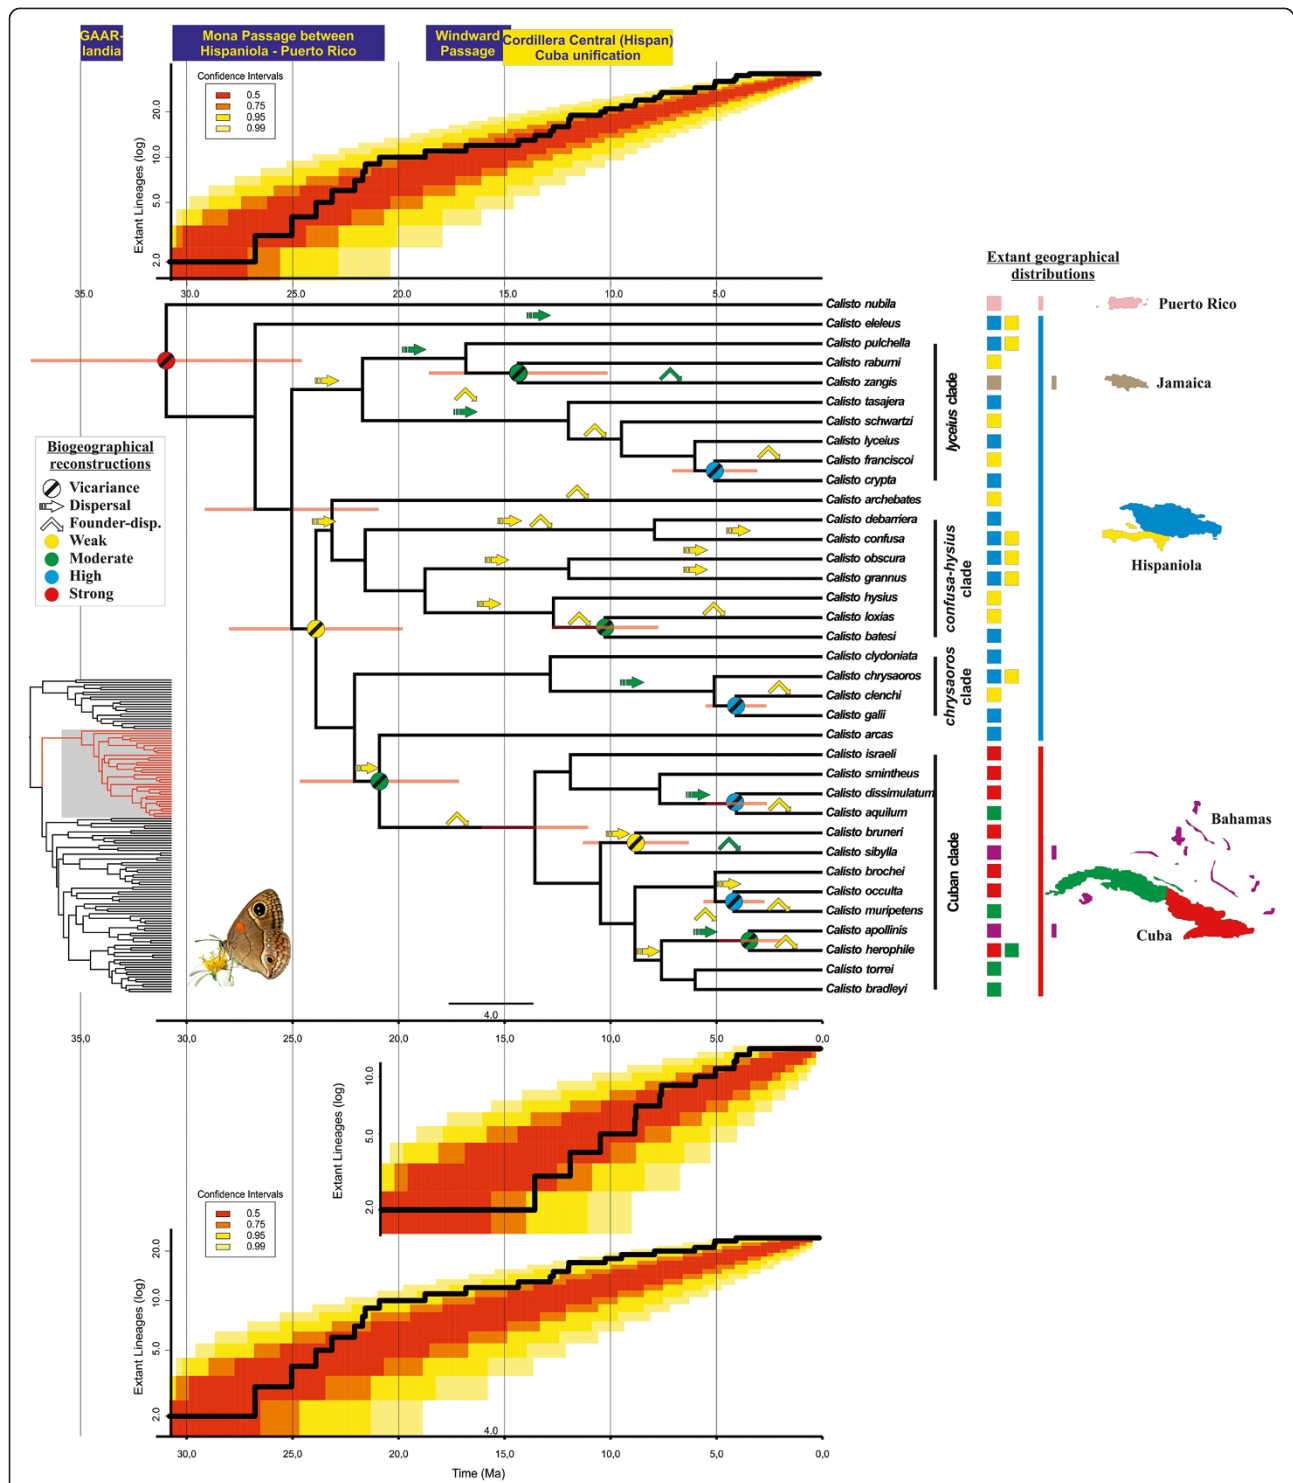 GAAR-
landia
Mona Passage between
Hispaniola - Puerto Rico
Windward
Passage
Cordillera Central (Hispan)
Cuba unification
Confidence Intervals
0.5
0.75
0.95
0.99
Extant Lineages (log)
20.0
10.0
5.0
2.0
35.0 30.0 25.0 20.0 15.0 10.0 5.0
Extant geographical
distributions
Calisto nubila
Calisto eleleus
Calisto pulchella
Calisto raburni
Calisto zangis
Calisto tasajera
Calisto schwartzi
Calisto lyceius
Calisto franciscoi
Calisto crypta
Calisto archebates
Calisto debarriera
Calisto confusa
Calisto obscura
Calisto grannus
Calisto hysius
Calisto loxias
Calisto batesi
Calisto clydoniata
Calisto chrysaoros
Calisto clenchi
Calisto galii
Calisto arcas
Calisto israeli
Calisto smintheus
Calisto dissimulatum
Calisto aquilum
Calisto bruneri
Calisto sibylla
Calisto brochei
Calisto occulta
Calisto muripetens
Calisto apollinis
Calisto herophile
Calisto torrei
Calisto bradleyi
lyceius clade
confusa-hysius
clade
chrysaoros
clade
Cuban clade
Puerto Rico
Jamaica
Hispaniola
Bahamas
Cuba
Biogeographical
reconstructions
Vicariance
Dispersal
Founder-disp.
Weak
Moderate
High
Strong
4.0
35,0 30,0 25,0 20,0 15,0 10,0 5,0 0,0
Extant Lineages (log)
10.0
5.0
2.0
Confidence Intervals
0.5
0.75
0.95
0.99
Extant Lineages (log)
20.0
10.0
5.0
2.0
4.0
30,0 25,0 20,0 15,0 10,0 5,0 0,0
Time (Ma)